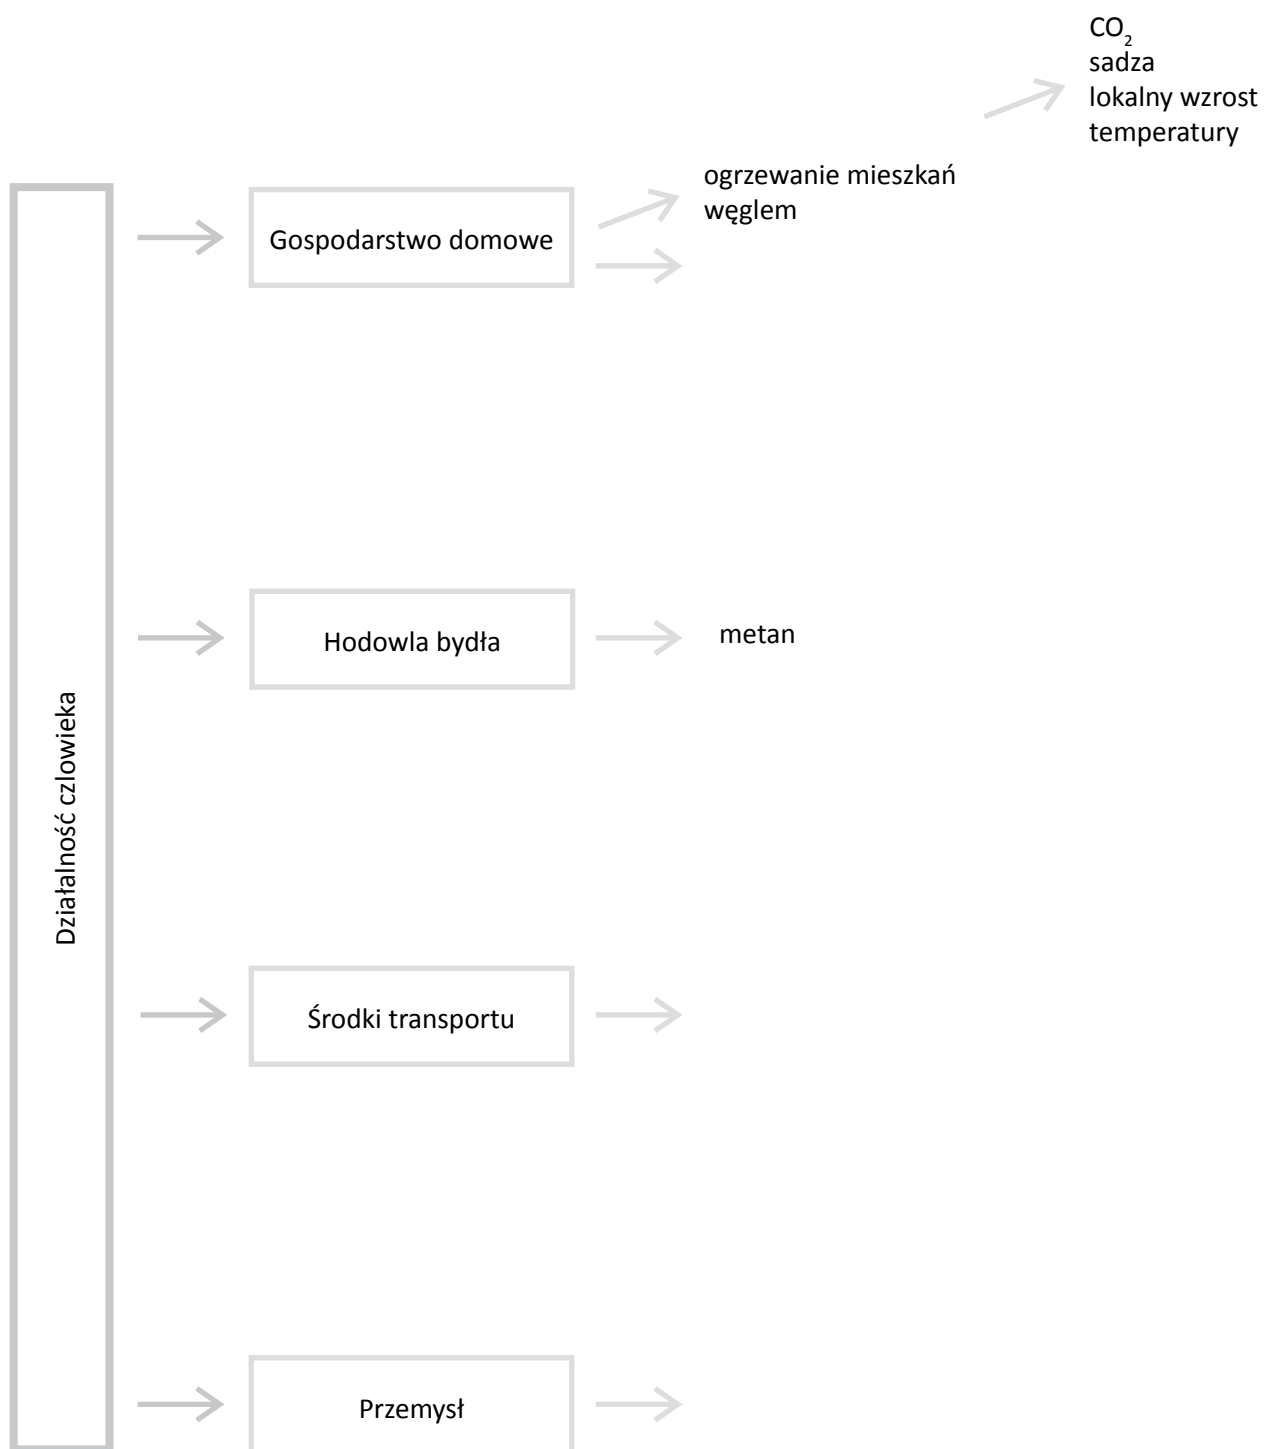 CO₂
sadza
lokalny wzrost
temperatury
ogrzewanie mieszkań
węglem
Gospodarstwo domowe
Hodowla bydła
metan
Działalność czlowieka
Środki transportu
Przemysł